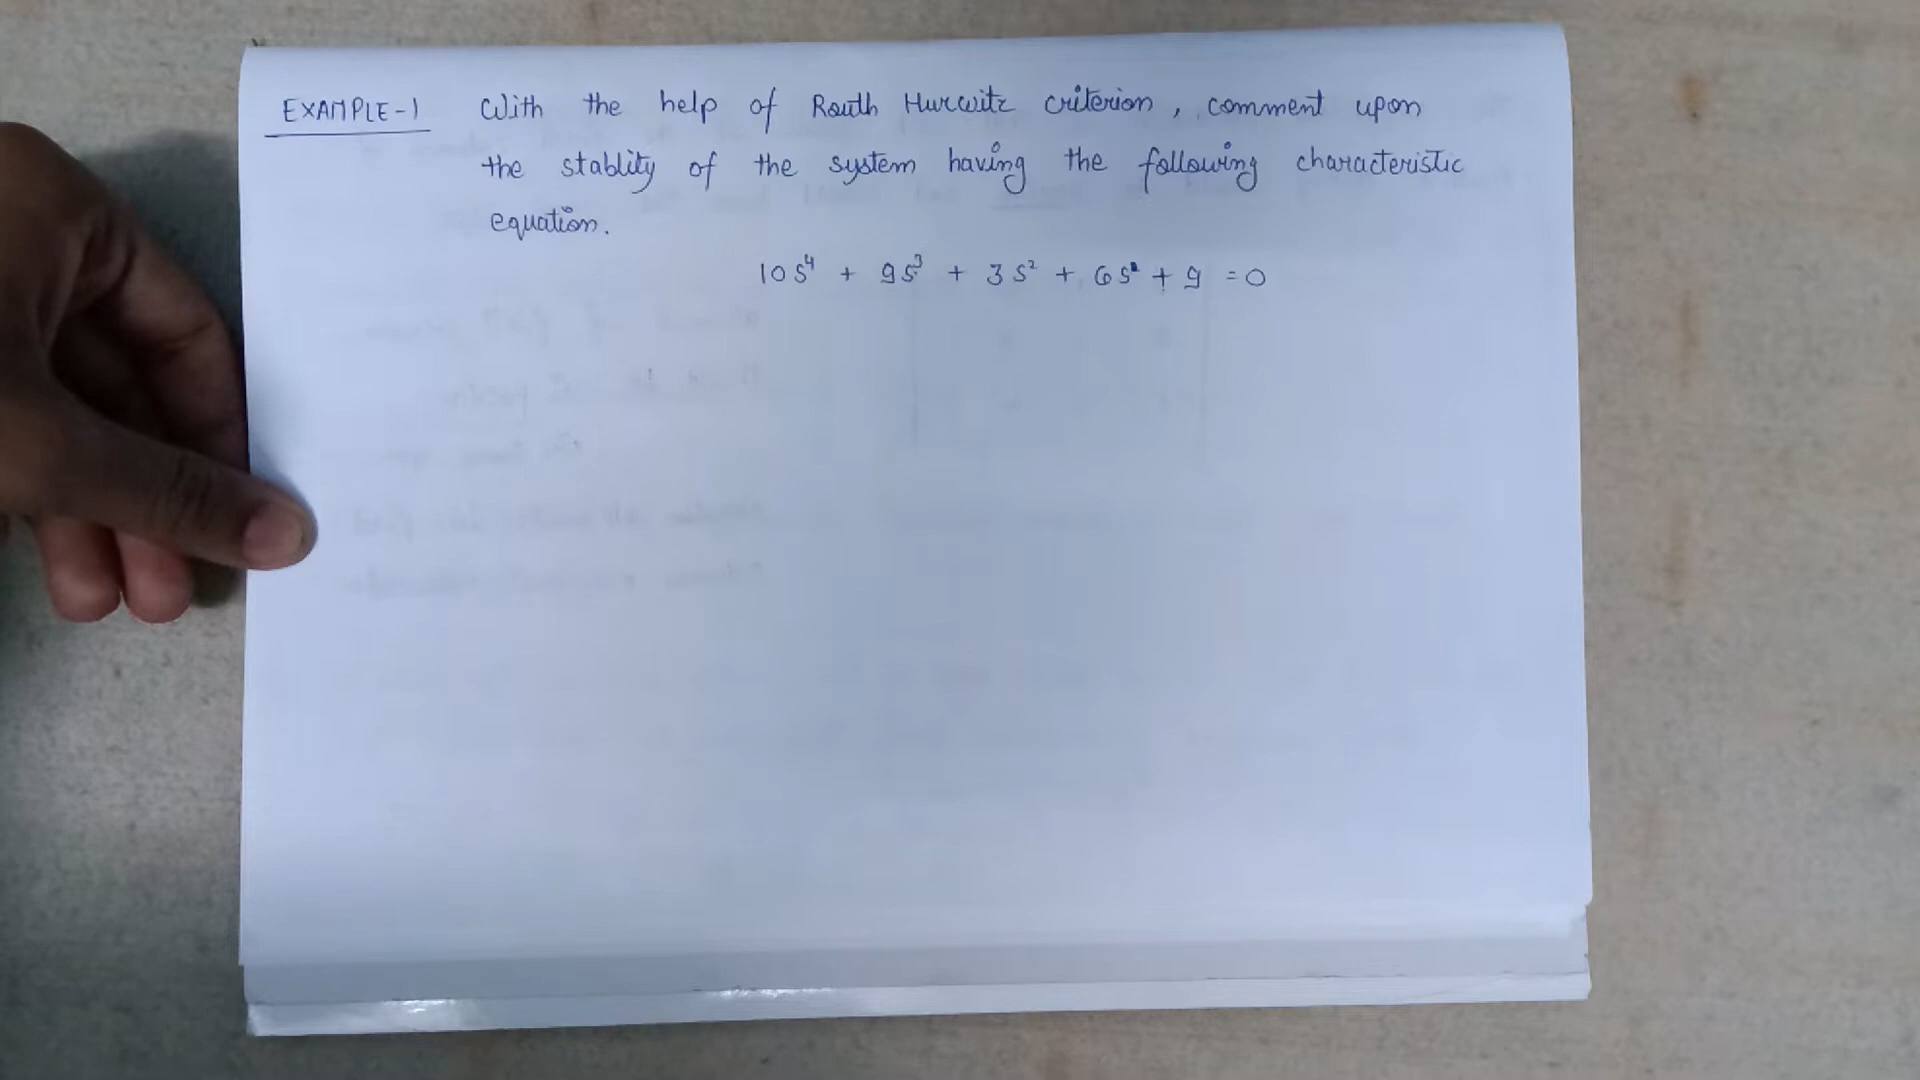 EXAMPLE-1 With the help of Routh Hurwitz criterion, comment upon
the stablity of the system having the following characteristic
equation.
10s⁴ + 9s³ + 3s² + 6s + 9 = 0